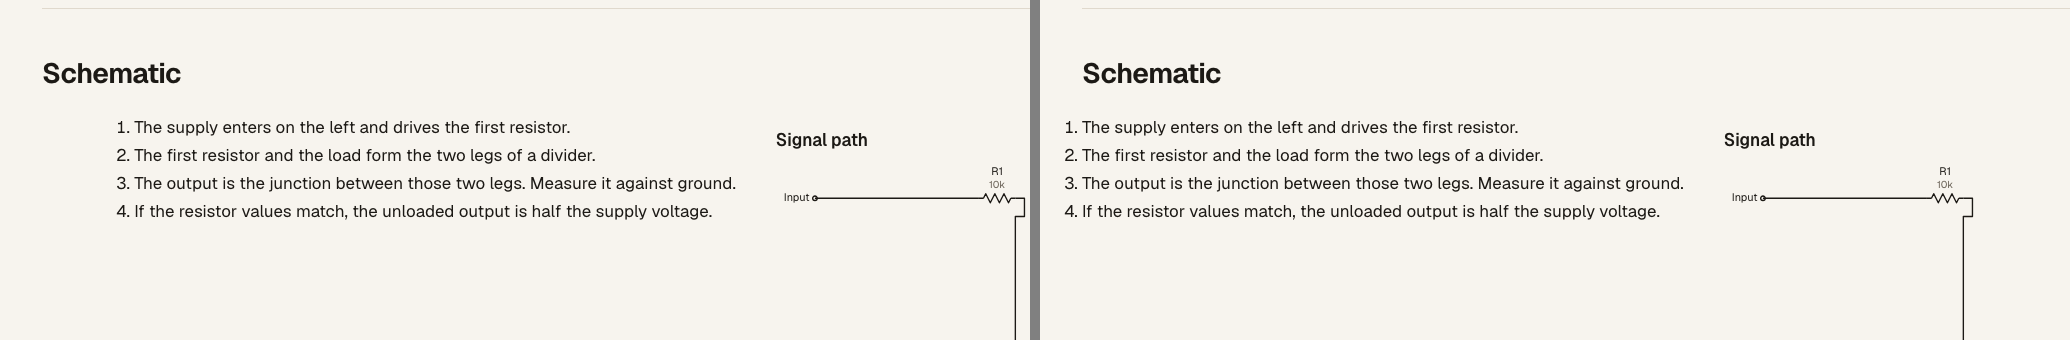 Schematic
1. The supply enters on the left and drives the first resistor.
2. The first resistor and the load form the two legs of a divider.
3. The output is the junction between those two legs. Measure it against ground.
4. If the resistor values match, the unloaded output is half the supply voltage.
Signal path
R1
10k
Input
Schematic
1. The supply enters on the left and drives the first resistor.
2. The first resistor and the load form the two legs of a divider.
3. The output is the junction between those two legs. Measure it against ground.
4. If the resistor values match, the unloaded output is half the supply voltage.
Signal path
R1
10k
Input